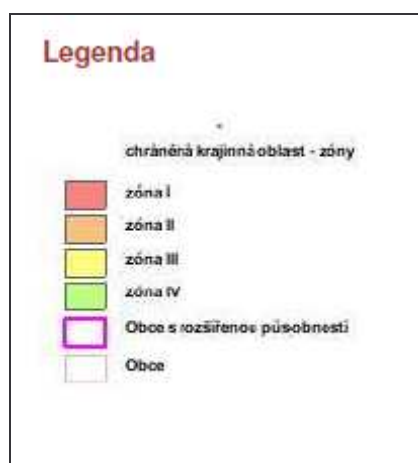 Legenda
chráněná krajinná oblast - zóny
zóna I
zóna II
zóna III
zóna IV
Obce s rozšířenou působností
Obce